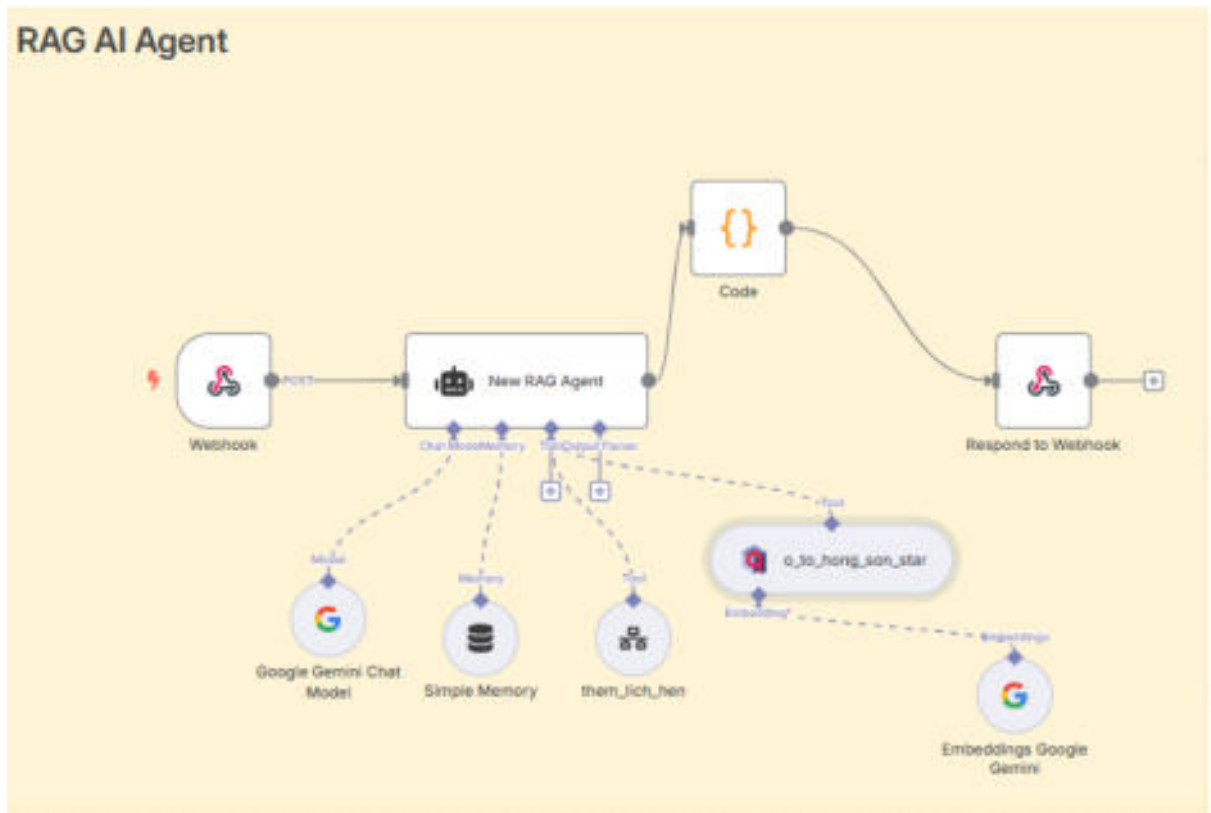 RAG AI Agent
{}
Code
POST
New RAG Agent
Webhook
Respond to Webhook
Chat Model
Memory
Tool
Output Parser
Tool
o_to_hong_son_star
Model
Memory
Tool
Embedding*
Embeddings
Google Gemini Chat
Model
Simple Memory
them_lich_hen
Embeddings Google
Gemini